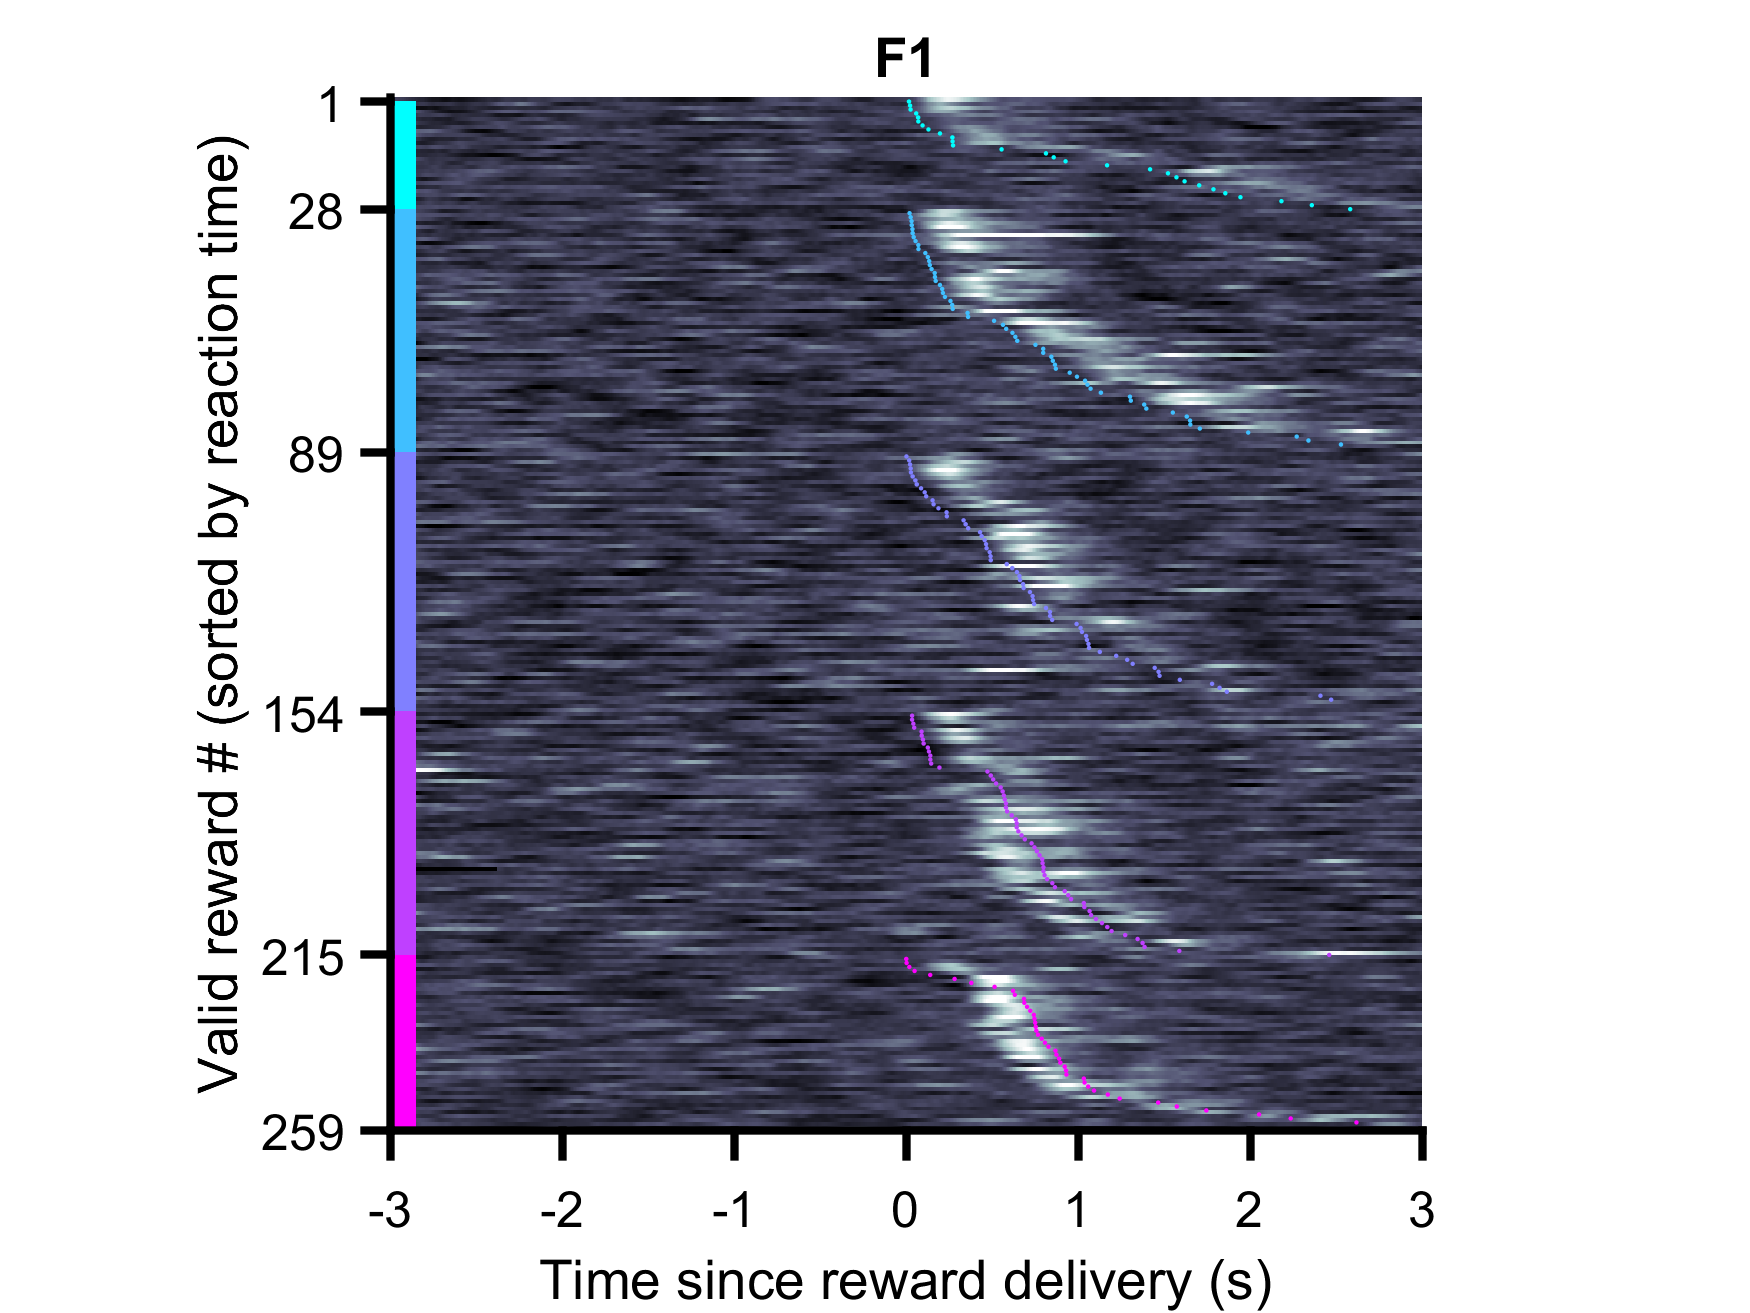 F1
Valid reward # (sorted by reaction time)
1
28
89
154
215
259
-3 -2 -1 0 1 2 3
Time since reward delivery (s)